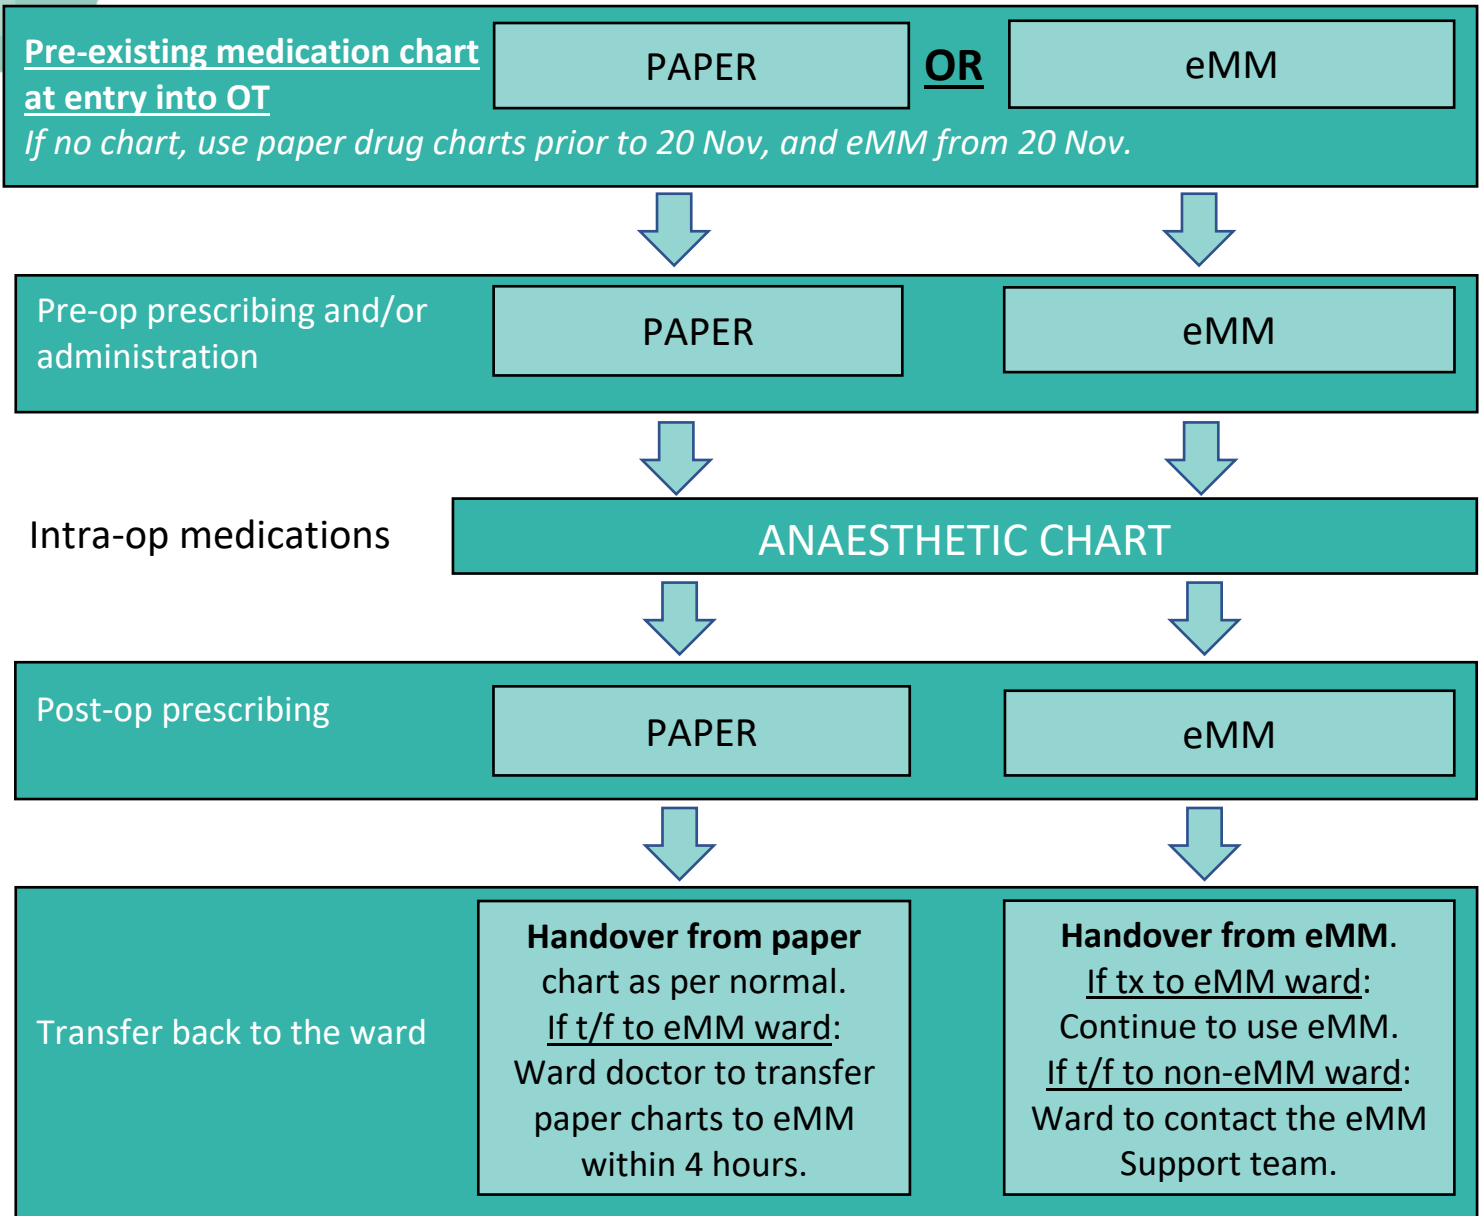 Pre-existing medication chart
at entry into OT
PAPER
OR
eMM
If no chart, use paper drug charts prior to 20 Nov, and eMM from 20 Nov.
Pre-op prescribing and/or
administration
PAPER
eMM
Intra-op medications
ANAESTHETIC CHART
Post-op prescribing
PAPER
eMM
Transfer back to the ward
Handover from paper
chart as per normal.
If t/f to eMM ward:
Ward doctor to transfer
paper charts to eMM
within 4 hours.
Handover from eMM.
If tx to eMM ward:
Continue to use eMM.
If t/f to non-eMM ward:
Ward to contact the eMM
Support team.